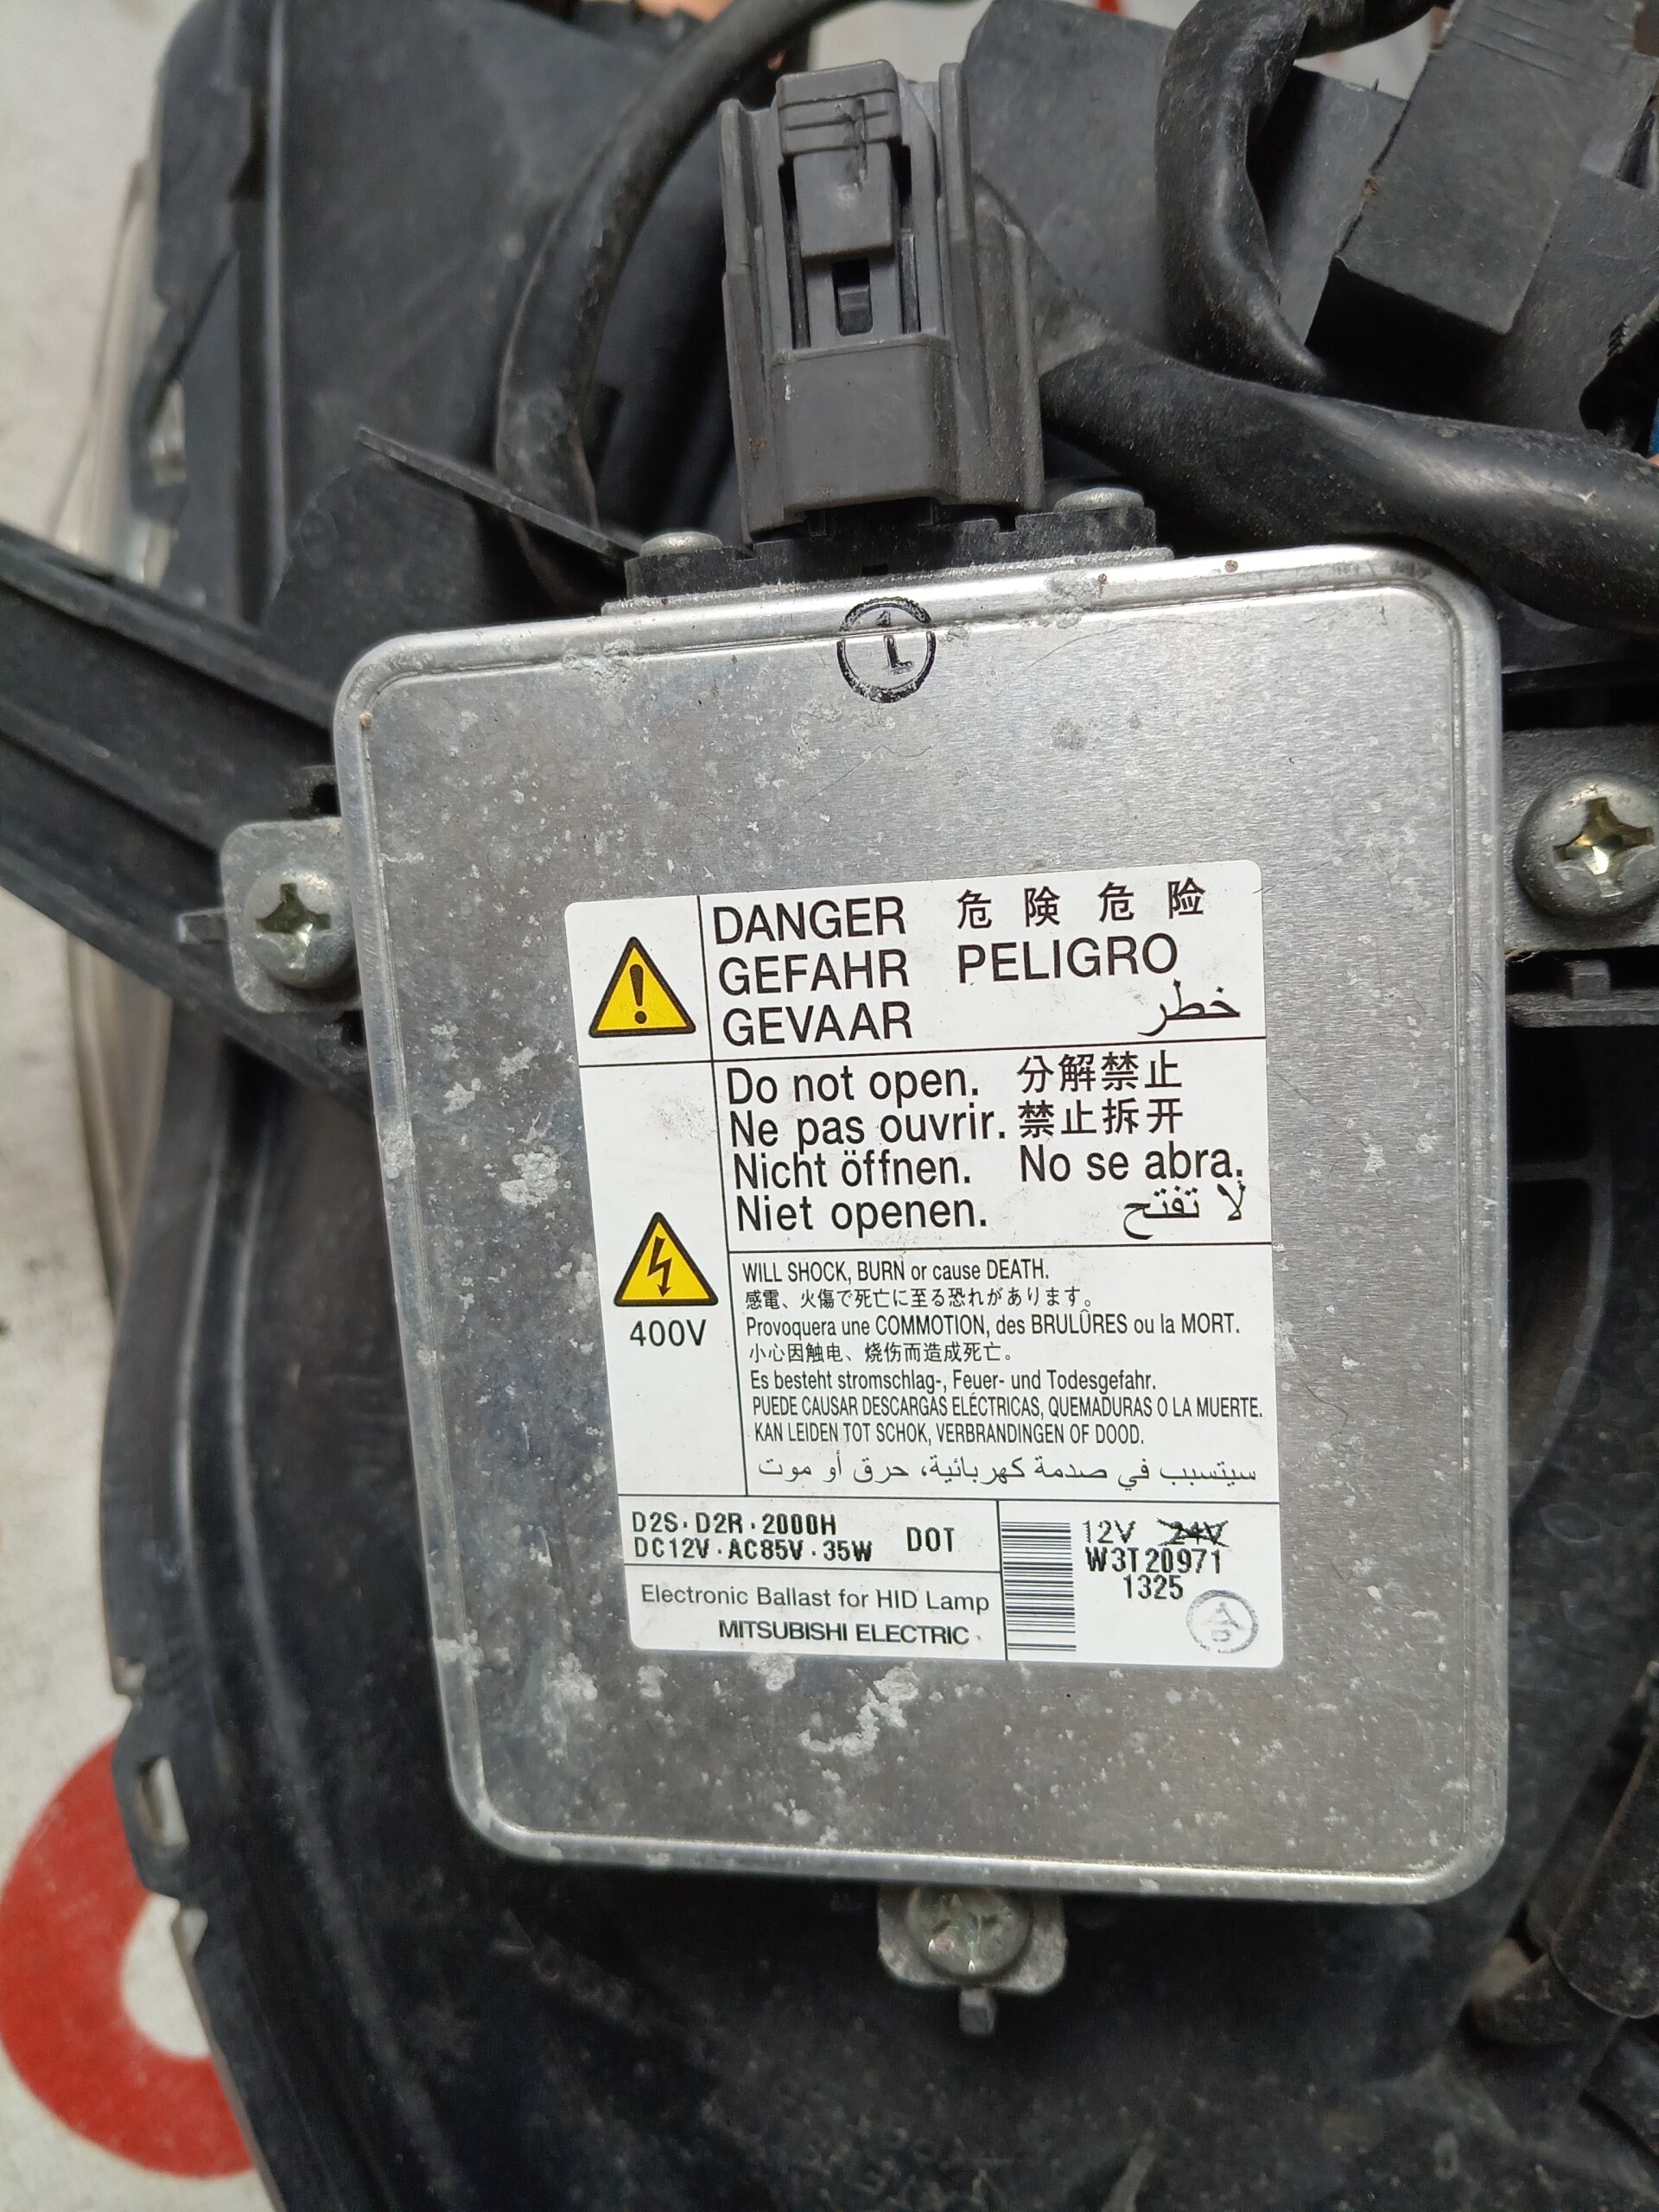 L
DANGER 危険 危险
GEFAHR PELIGRO
GEVAAR خطر
Do not open. 分解禁止
Ne pas ouvrir. 禁止拆开
Nicht öffnen. No se abra.
Niet openen. لا تفتح
400V
WILL SHOCK, BURN or cause DEATH.
感電、火傷で死亡に至る恐れがあります。
Provoquera une COMMOTION, des BRULÛRES ou la MORT.
小心因触电、烧伤而造成死亡。
Es besteht stromschlag-, Feuer- und Todesgefahr.
PUEDE CAUSAR DESCARGAS ELÉCTRICAS, QUEMADURAS O LA MUERTE.
KAN LEIDEN TOT SCHOK, VERBRANDINGEN OF DOOD.
سيتسبب في صدمة كهربائية، حرق أو موت
D2S·D2R·2000H DOT
DC12V·AC85V·35W
Electronic Ballast for HID Lamp
MITSUBISHI ELECTRIC
12V 24V
W3T20971
1325
合